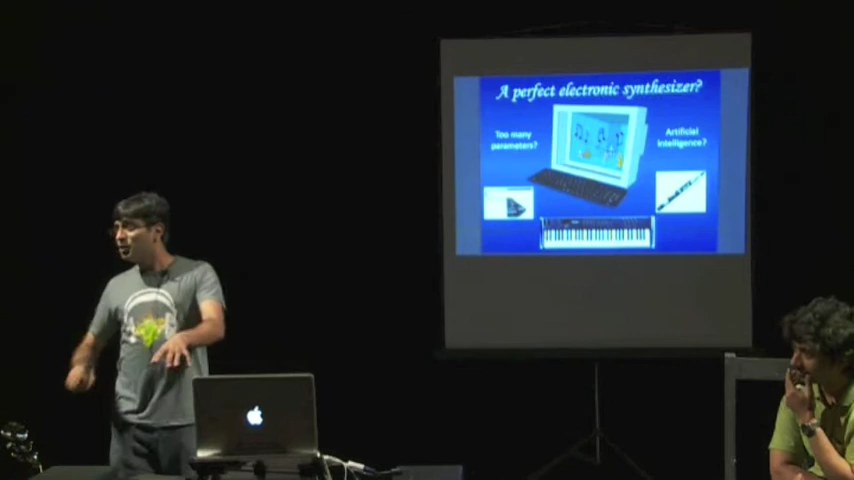 A perfect electronic synthesizer?
Too many
parameters?
Artificial
Intelligence?